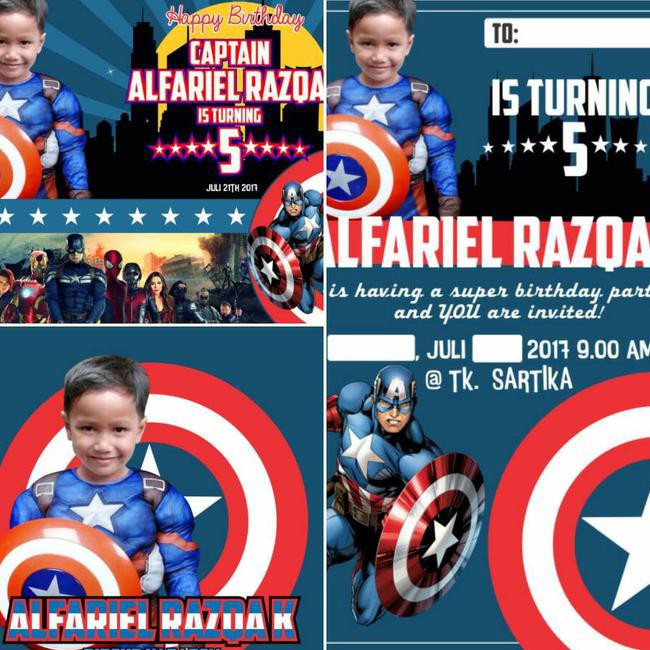 Happy Birthday
CAPTAIN
ALFARIEL RAZQA
IS TURNING
5
JULI 21TH 2017
TO:
IS TURNING
5
ALFARIEL RAZQA
is having a super birthday part
and YOU are invited!
, JULI 2017 9.00 AM
@ TK. SARTIKA
ALFARIEL RAZQA K